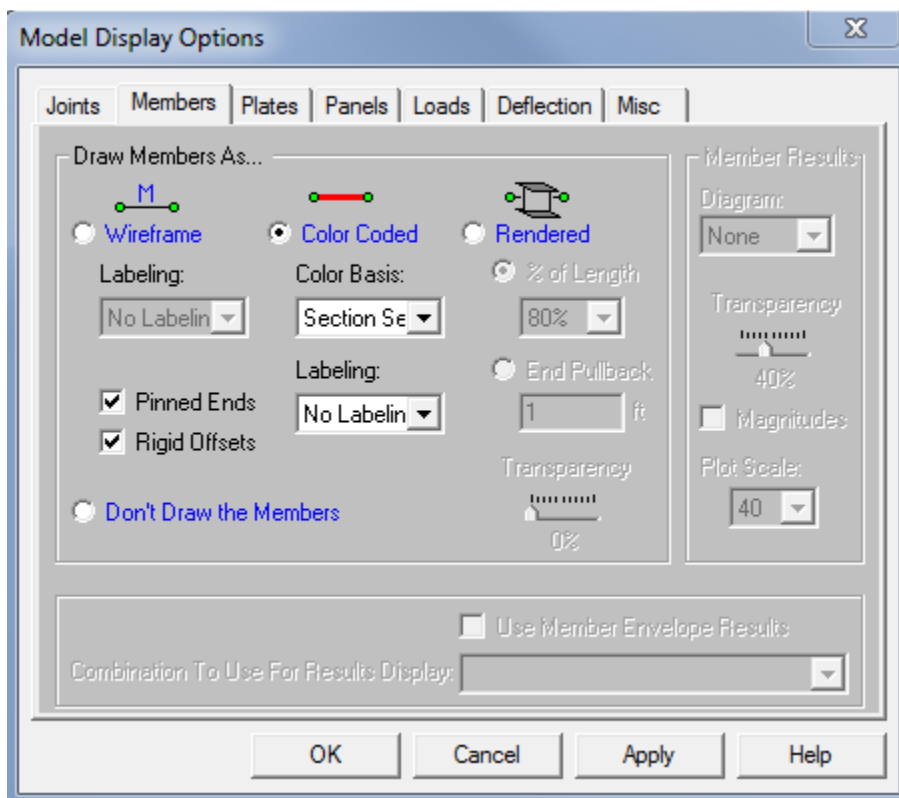 Model Display Options
Joints Members Plates Panels Loads Deflection Misc
Draw Members As...
M
Wireframe Color Coded Rendered
Labeling: Color Basis: % of Length
No Labelin Section Se 80%
Labeling: End Pullback
Pinned Ends No Labelin 1 ft
Rigid Offsets
Transparency
Don't Draw the Members
0%
Member Results
Diagram:
None
Transparency
40%
Magnitudes
Plot Scale:
40
Use Member Envelope Results
Combination To Use For Results Display:
OK Cancel Apply Help